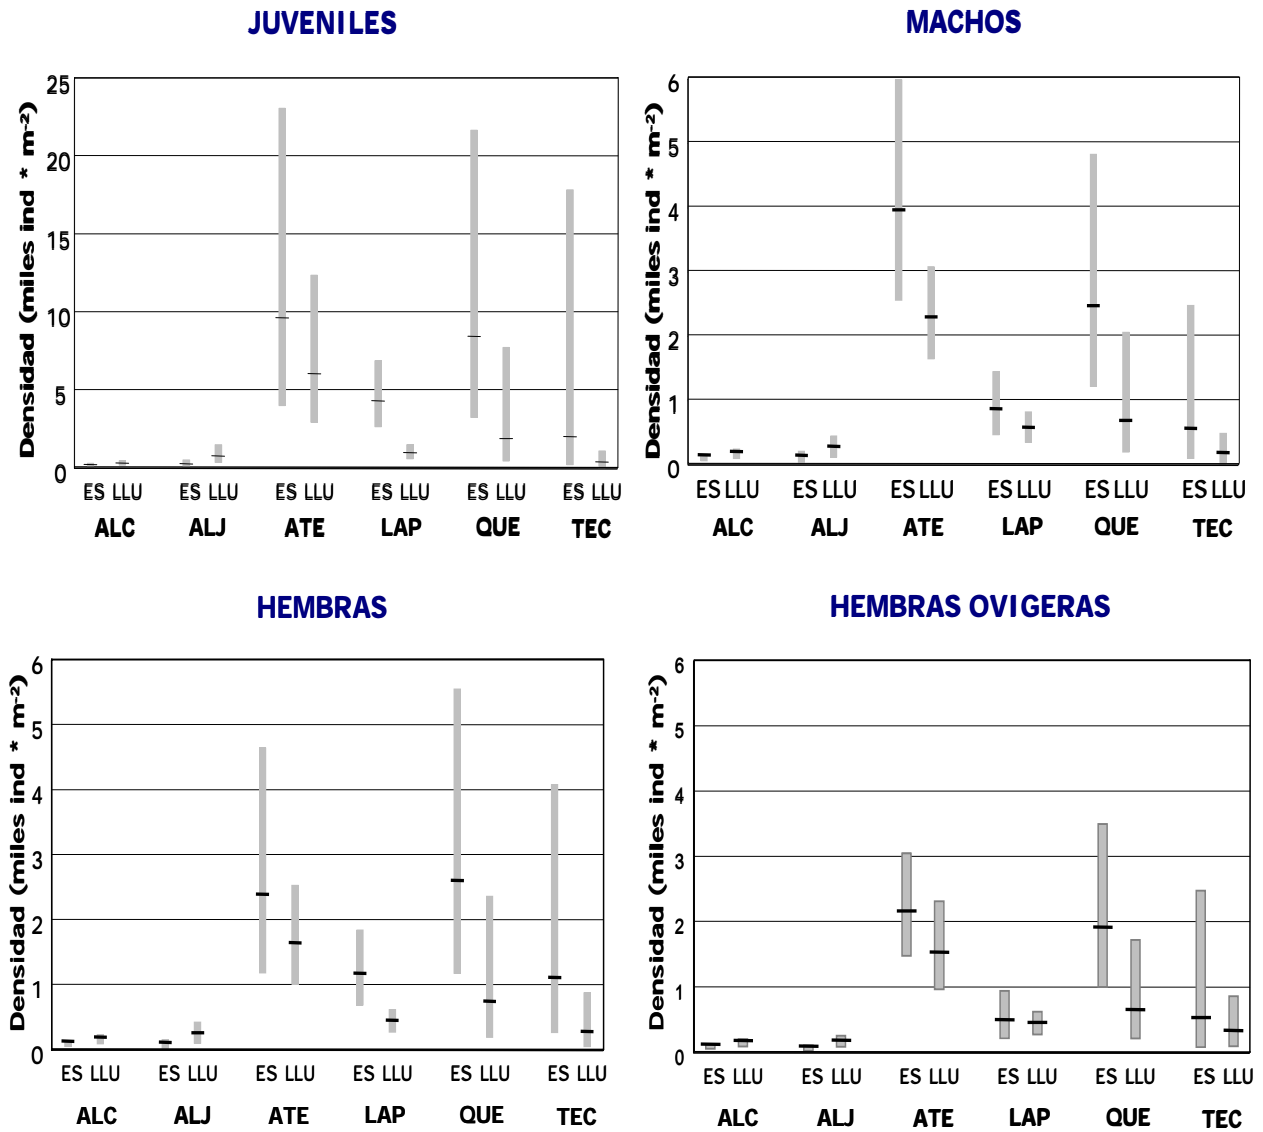 JUVENILES
Densidad (miles ind * m-2)
25
20
15
10
5
0
ES LLU ES LLU ES LLU ES LLU ES LLU ES LLU
ALC ALJ ATE LAP QUE TEC
MACHOS
Densidad (miles ind * m-2)
6
5
4
3
2
1
0
ES LLU ES LLU ES LLU ES LLU ES LLU ES LLU
ALC ALJ ATE LAP QUE TEC
HEMBRAS
Densidad (miles ind * m-2)
6
5
4
3
2
1
0
ES LLU ES LLU ES LLU ES LLU ES LLU ES LLU
ALC ALJ ATE LAP QUE TEC
HEMBRAS OVIGERAS
Densidad (miles ind * m-2)
6
5
4
3
2
1
0
ES LLU ES LLU ES LLU ES LLU ES LLU ES LLU
ALC ALJ ATE LAP QUE TEC